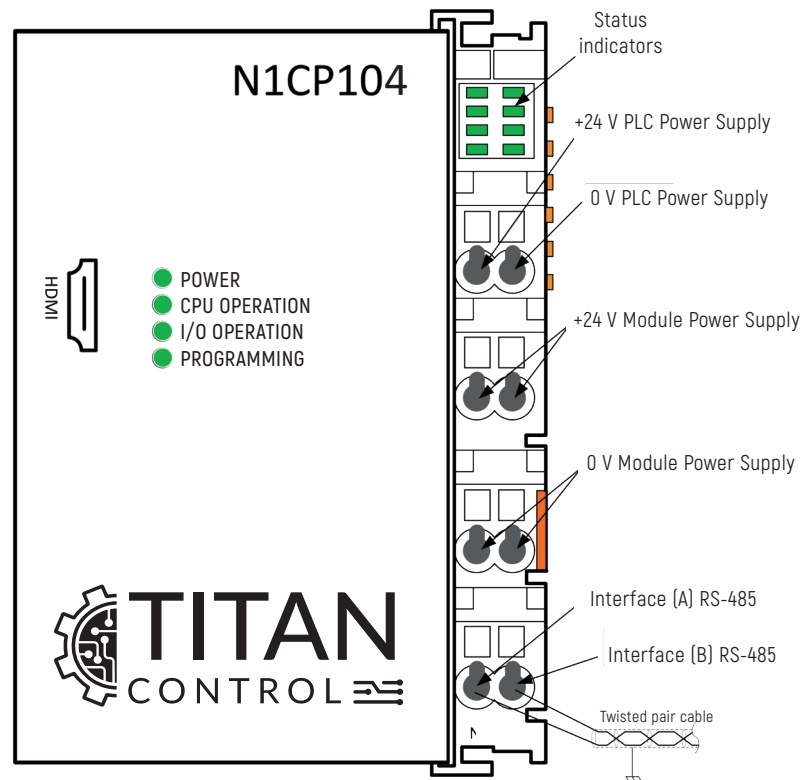 N1CP104
HDMI
POWER
CPU OPERATION
I/O OPERATION
PROGRAMMING
TITAN
CONTROL
Status
indicators
+24 V PLC Power Supply
0 V PLC Power Supply
+24 V Module Power Supply
0 V Module Power Supply
Interface (A) RS-485
Interface (B) RS-485
Twisted pair cable